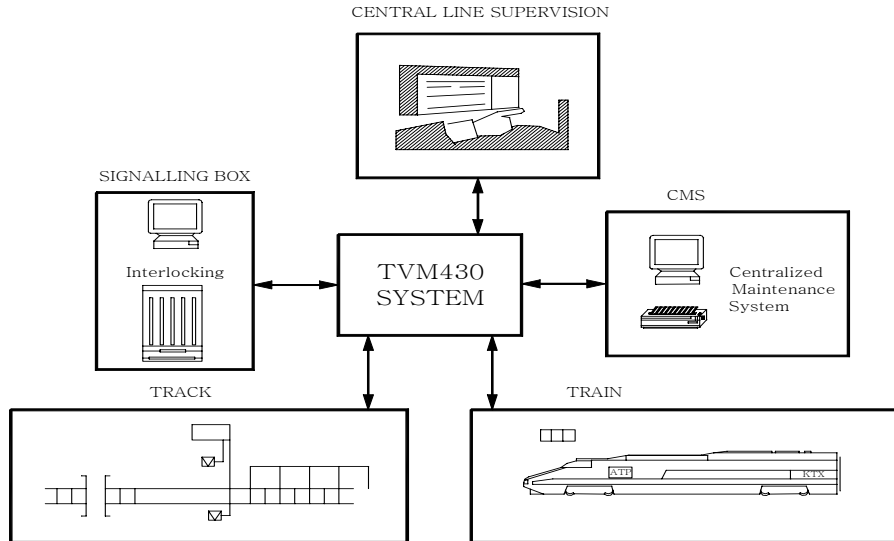 CENTRAL LINE SUPERVISION
SIGNALLING BOX
Interlocking
TVM430
SYSTEM
CMS
Centralized
Maintenance
System
TRACK
TRAIN
ATP
KTX